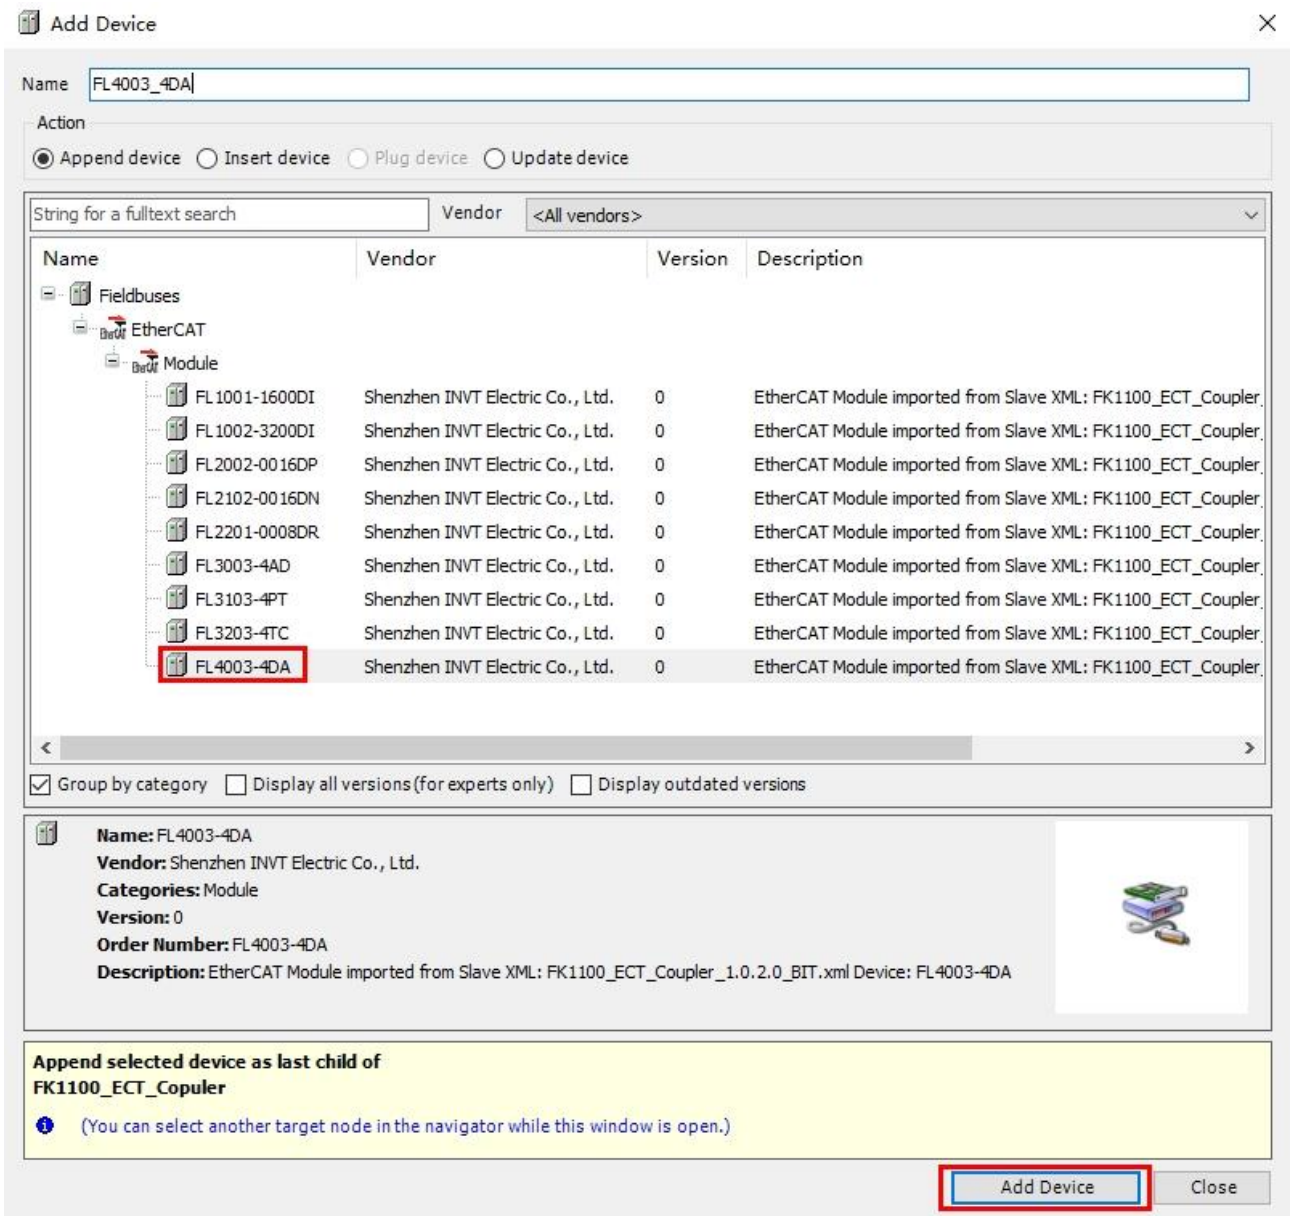 Add Device
Name FL4003_4DA
Action
Append device Insert device Plug device Update device
String for a fulltext search Vendor <All vendors>
Name Vendor Version Description
Fieldbuses
EtherCAT
Module
FL1001-1600DI Shenzhen INVT Electric Co., Ltd. 0 EtherCAT Module imported from Slave XML: FK1100_ECT_Coupler_
FL1002-3200DI Shenzhen INVT Electric Co., Ltd. 0 EtherCAT Module imported from Slave XML: FK1100_ECT_Coupler_
FL2002-0016DP Shenzhen INVT Electric Co., Ltd. 0 EtherCAT Module imported from Slave XML: FK1100_ECT_Coupler_
FL2102-0016DN Shenzhen INVT Electric Co., Ltd. 0 EtherCAT Module imported from Slave XML: FK1100_ECT_Coupler_
FL2201-0008DR Shenzhen INVT Electric Co., Ltd. 0 EtherCAT Module imported from Slave XML: FK1100_ECT_Coupler_
FL3003-4AD Shenzhen INVT Electric Co., Ltd. 0 EtherCAT Module imported from Slave XML: FK1100_ECT_Coupler_
FL3103-4PT Shenzhen INVT Electric Co., Ltd. 0 EtherCAT Module imported from Slave XML: FK1100_ECT_Coupler_
FL3203-4TC Shenzhen INVT Electric Co., Ltd. 0 EtherCAT Module imported from Slave XML: FK1100_ECT_Coupler_
FL4003-4DA Shenzhen INVT Electric Co., Ltd. 0 EtherCAT Module imported from Slave XML: FK1100_ECT_Coupler_
Group by category Display all versions (for experts only) Display outdated versions
Name: FL4003-4DA
Vendor: Shenzhen INVT Electric Co., Ltd.
Categories: Module
Version: 0
Order Number: FL4003-4DA
Description: EtherCAT Module imported from Slave XML: FK1100_ECT_Coupler_1.0.2.0_BIT.xml Device: FL4003-4DA
Append selected device as last child of
FK1100_ECT_Copuler
(You can select another target node in the navigator while this window is open.)
Add Device Close